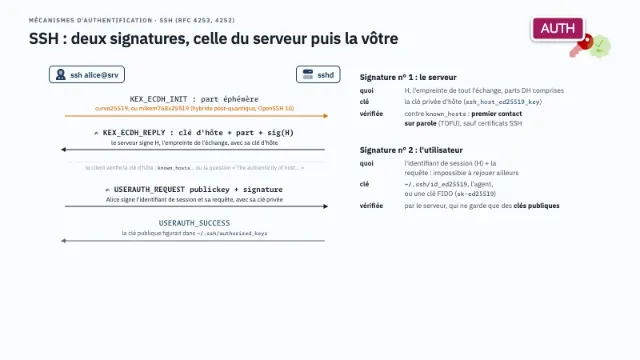 MÉCANISMES D'AUTHENTIFICATION · SSH (RFC 4253, 4252)
SSH : deux signatures, celle du serveur puis la vôtre
AUTH
ssh alice@srv
sshd
KEX_ECDH_INIT : part éphémère
curve25519, ou mlkem768x25519 (hybride post-quantique, OpenSSH 10)
KEX_ECDH_REPLY : clé d'hôte + part + sig(H)
le serveur signe H, l'empreinte de l'échange, avec sa clé d'hôte
le client vérifie la clé d'hôte : known_hosts, ou la question « The authenticity of host… »
USERAUTH_REQUEST publickey + signature
Alice signe l'identifiant de session et sa requête, avec sa clé privée
USERAUTH_SUCCESS
la clé publique figurait dans ~/.ssh/authorized_keys
Signature nº 1 : le serveur
quoi H, l'empreinte de tout l'échange, parts DH comprises
clé la clé privée d'hôte (ssh_host_ed25519_key)
vérifiée contre known_hosts : premier contact
sur parole (TOFU), sauf certificats SSH
Signature nº 2 : l'utilisateur
quoi l'identifiant de session (H) + la
requête : impossible à rejouer ailleurs
clé ~/.ssh/id_ed25519, l'agent,
ou une clé FIDO (sk-ed25519)
vérifiée par le serveur, qui ne garde que des clés publiques